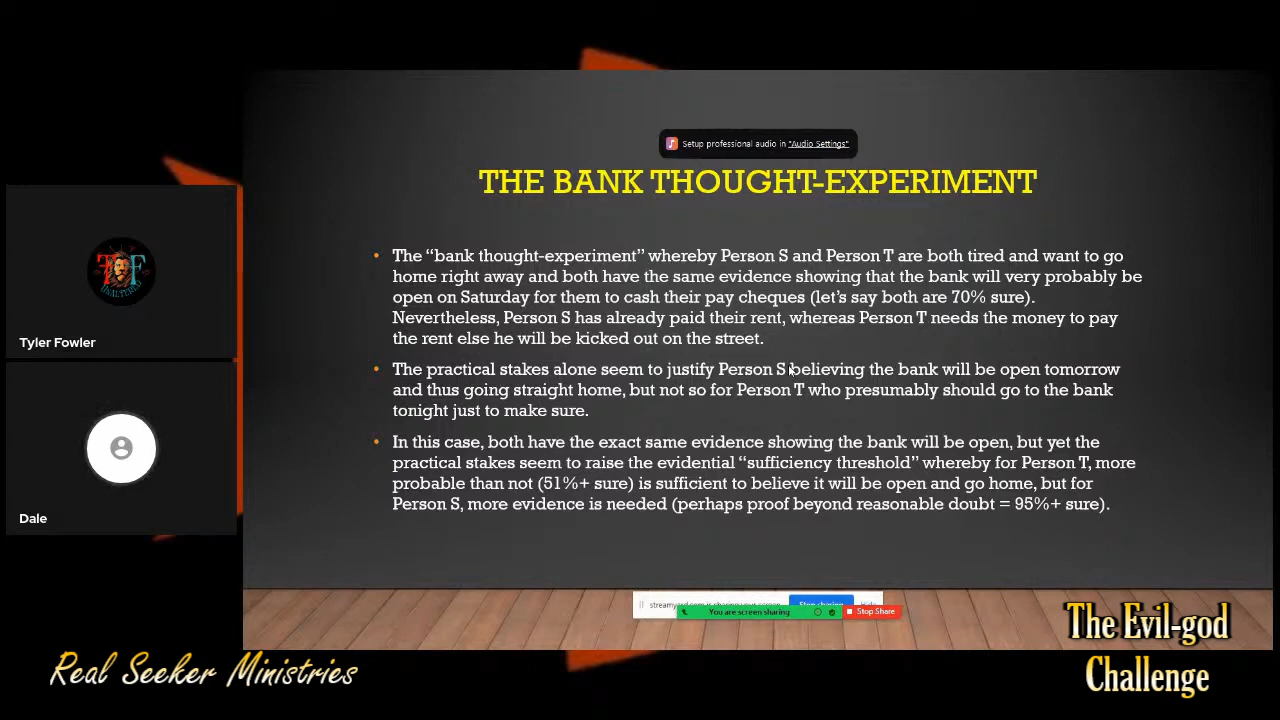 Setup professional audio in "Audio Settings"
THE BANK THOUGHT-EXPERIMENT
• The “bank thought-experiment” whereby Person S and Person T are both tired and want to go
home right away and both have the same evidence showing that the bank will very probably be
open on Saturday for them to cash their pay cheques (let’s say both are 70% sure).
Nevertheless, Person S has already paid their rent, whereas Person T needs the money to pay
the rent else he will be kicked out on the street.
• The practical stakes alone seem to justify Person S believing the bank will be open tomorrow
and thus going straight home, but not so for Person T who presumably should go to the bank
tonight just to make sure.
• In this case, both have the exact same evidence showing the bank will be open, but yet the
practical stakes seem to raise the evidential “sufficiency threshold” whereby for Person T, more
probable than not (51%+ sure) is sufficient to believe it will be open and go home, but for
Person S, more evidence is needed (perhaps proof beyond reasonable doubt = 95%+ sure).
TF
UNALTERED
Tyler Fowler
Dale
You are screen sharing
Stop Share
Real Seeker Ministries
The Evil-god
Challenge